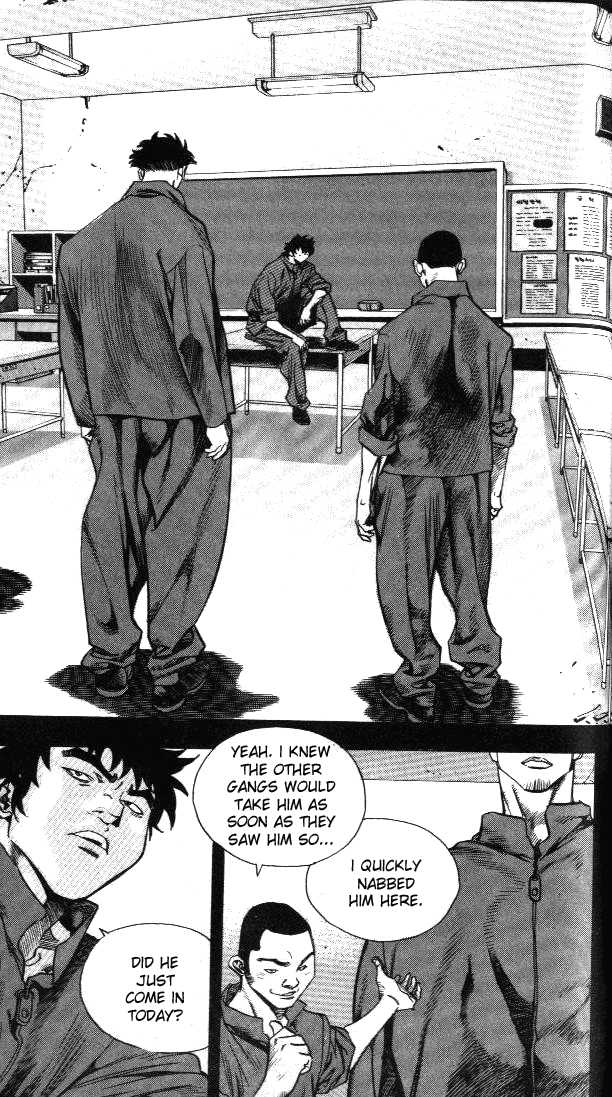 DID HE
JUST
COME IN
TODAY?
YEAH. I KNEW
THE OTHER
GANGS WOULD
TAKE HIM AS
SOON AS THEY
SAW HIM SO...
I QUICKLY
NABBED
HIM HERE.